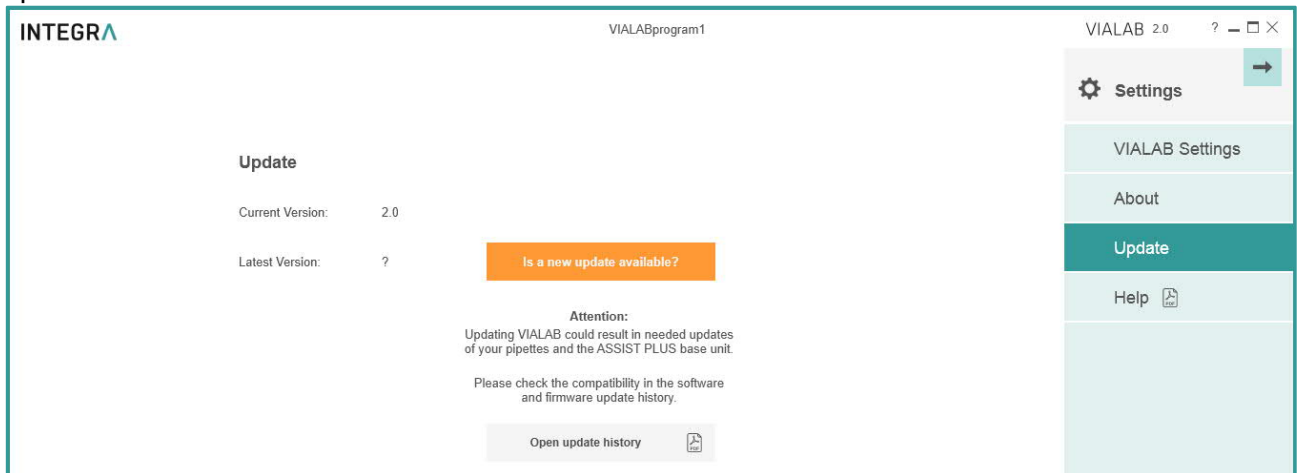 INTEGRA
VIALABprogram1
VIALAB 2.0 ?
Settings
VIALAB Settings
About
Update
Help PDF
Update
Current Version: 2.0
Latest Version: ?
Is a new update available?
Attention:
Updating VIALAB could result in needed updates
of your pipettes and the ASSIST PLUS base unit.
Please check the compatibility in the software
and firmware update history.
Open update history PDF